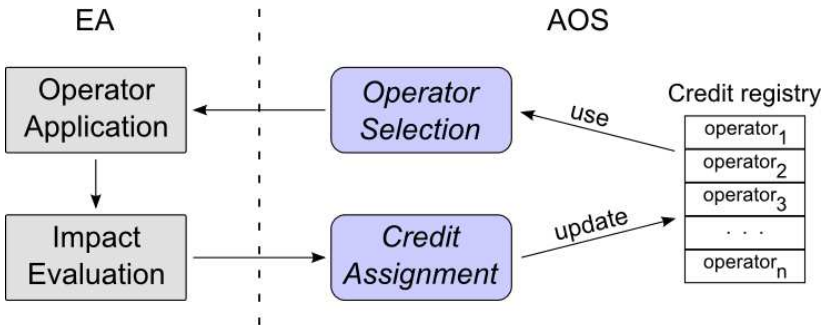 EA
AOS
Operator
Application
Operator
Selection
use
Credit registry
operator1
operator2
operator3
. . .
operatorn
Impact
Evaluation
Credit
Assignment
update